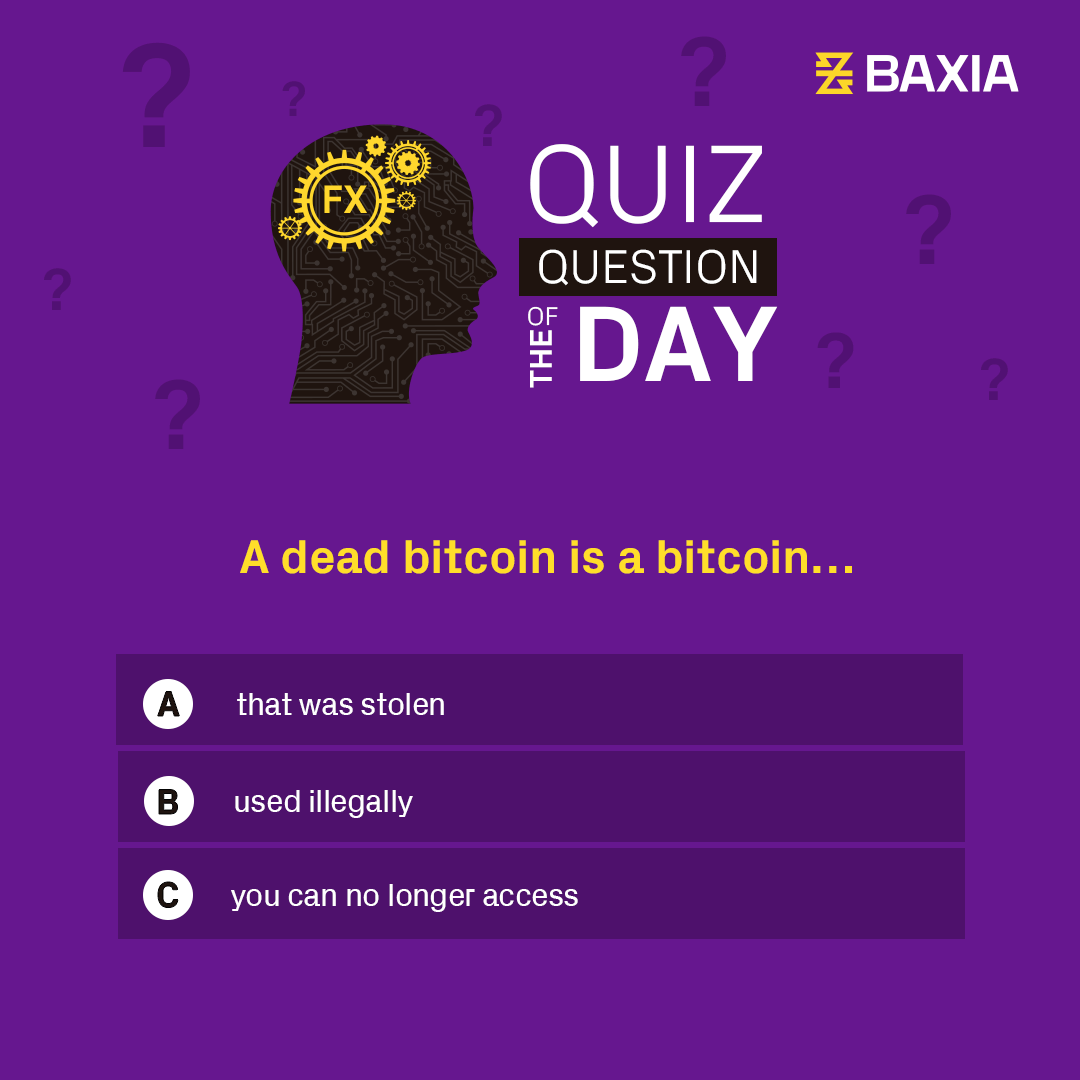 BAXIA
FX
QUIZ
QUESTION
OF THE
DAY
A dead bitcoin is a bitcoin...
A that was stolen
B used illegally
C you can no longer access